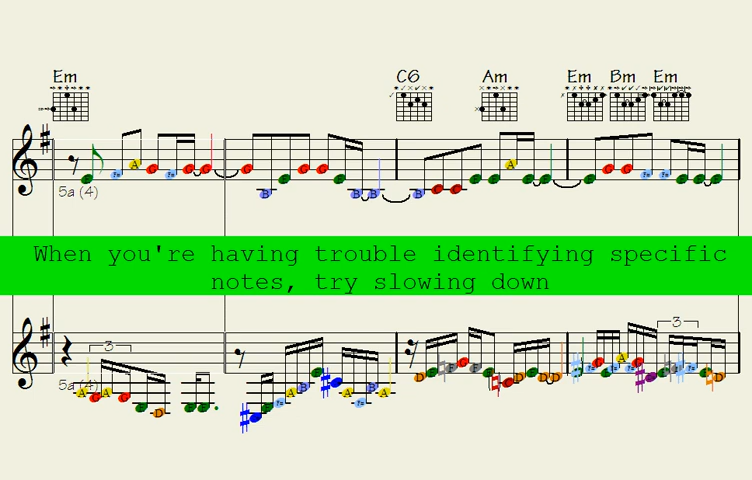 Em C6 Am Em Bm Em
5a (4)
When you're having trouble identifying specific
notes, try slowing down
3 3
5a (4)